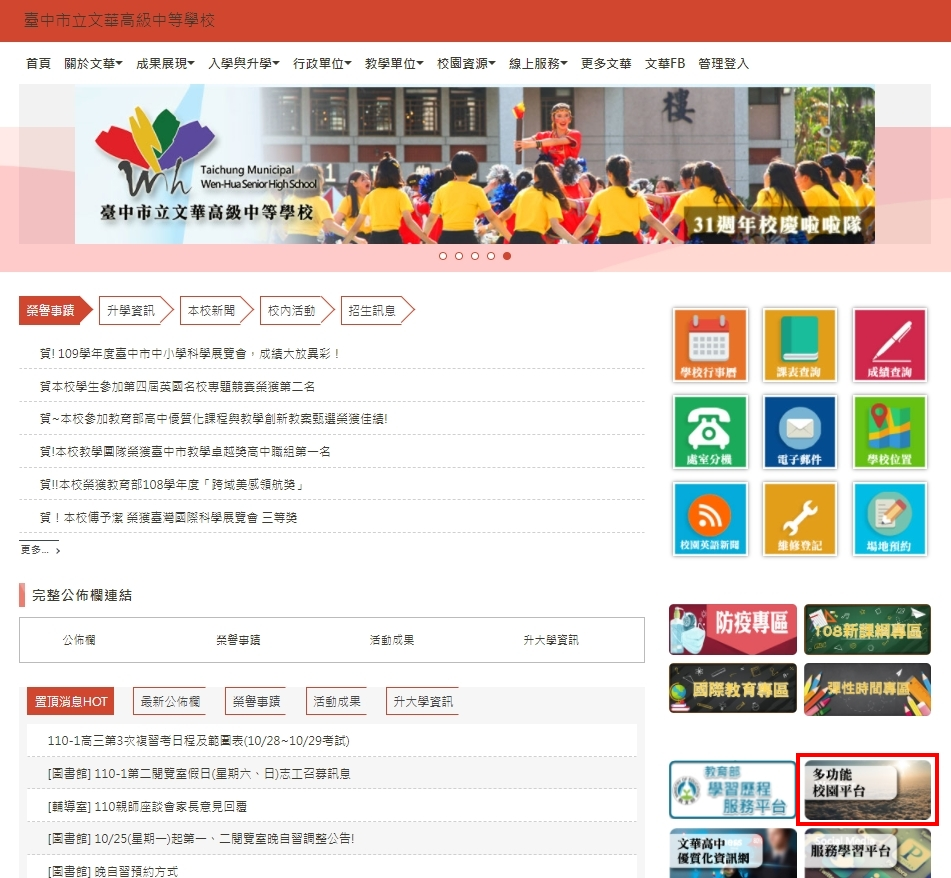 臺中市立文華高級中等學校
首頁 關於文華 成果展現 入學與升學 行政單位 教學單位 校園資源 線上服務 更多文華 文華FB 管理登入
樓
Wh
Taichung Municipal
Wen-Hua Senior High School
臺中市立文華高級中等學校
31週年校慶啦啦隊
榮譽事蹟 升學資訊 本校新聞 校內活動 招生訊息
賀! 109學年度臺中市中小學科學展覽會，成績大放異彩！
賀本校學生參加第四屆英國名校專題競賽榮獲第二名
賀~本校參加教育部高中優質化課程與教學創新教案甄選榮獲佳績!
賀!本校教學團隊榮獲臺中市教學卓越獎高中職組第一名
賀!!本校榮獲教育部108學年度「跨域美感領航獎」
賀！本校傅予潔 榮獲臺灣國際科學展覽會 三等獎
更多...
學校行事曆 課表查詢 成績查詢
處室分機 電子郵件 學校位置
校園英語新聞 維修登記 場地預約
完整公佈欄連結
公佈欄 榮譽事蹟 活動成果 升大學資訊
防疫專區 108新課綱專區
國際教育專區 彈性時間專區
置頂消息HOT 最新公佈欄 榮譽事蹟 活動成果 升大學資訊
110-1高三第3次複習考日程及範圍表(10/28~10/29考試)
[圖書館] 110-1第二閱覽室假日(星期六、日)志工召募訊息
[輔導室] 110親師座談會家長意見回覆
[圖書館] 10/25(星期一)起第一、二閱覽室晚自習調整公告!
[圖書館] 晚自習預約方式
教育部
學習歷程
服務平台
多功能
校園平台
文華高中
優質化資訊網
服務學習平台